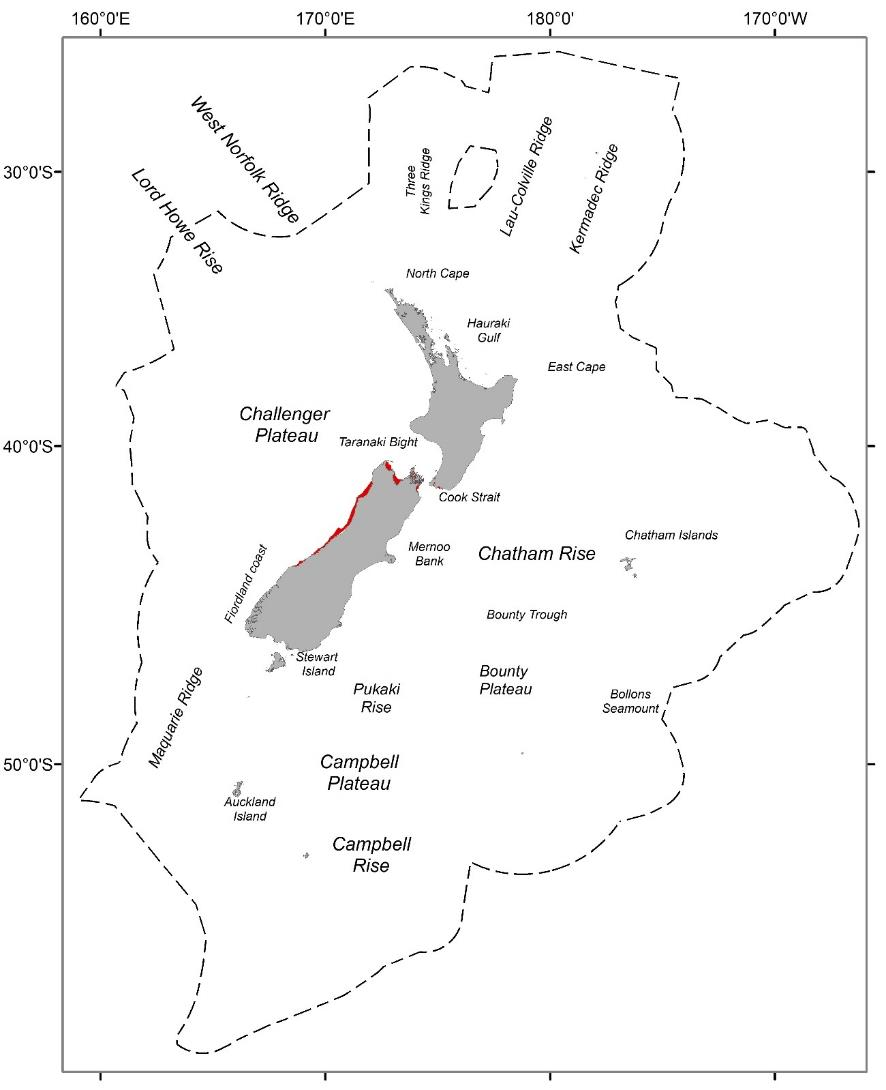 160°0'E
170°0'E
180°0'
170°0'W
West Norfolk Ridge
Lord Howe Rise
30°0'S
Three
Kings Ridge
Lau-Colville Ridge
Kermadec Ridge
North Cape
Hauraki
Gulf
East Cape
Challenger
Plateau
Taranaki Bight
40°0'S
Cook Strait
Chatham Islands
Mernoo
Bank
Chatham Rise
Fiordland coast
Bounty Trough
Stewart
Island
Pukaki
Rise
Bounty
Plateau
Bollons
Seamount
Maquarie Ridge
50°0'S
Campbell
Plateau
Auckland
Island
Campbell
Rise